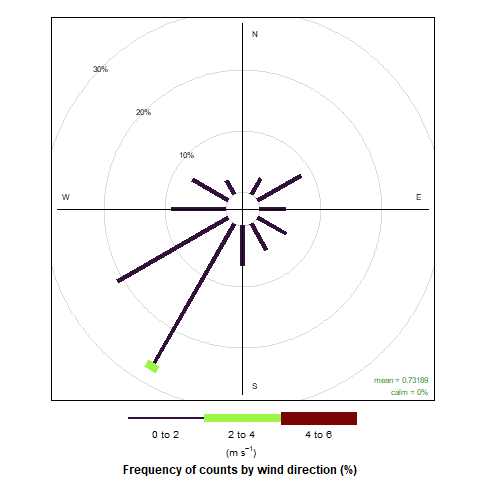 N
30%
20%
10%
W
E
S
mean = 0.73189
calm = 0%
0 to 2
2 to 4
4 to 6
(m s⁻¹)
Frequency of counts by wind direction (%)